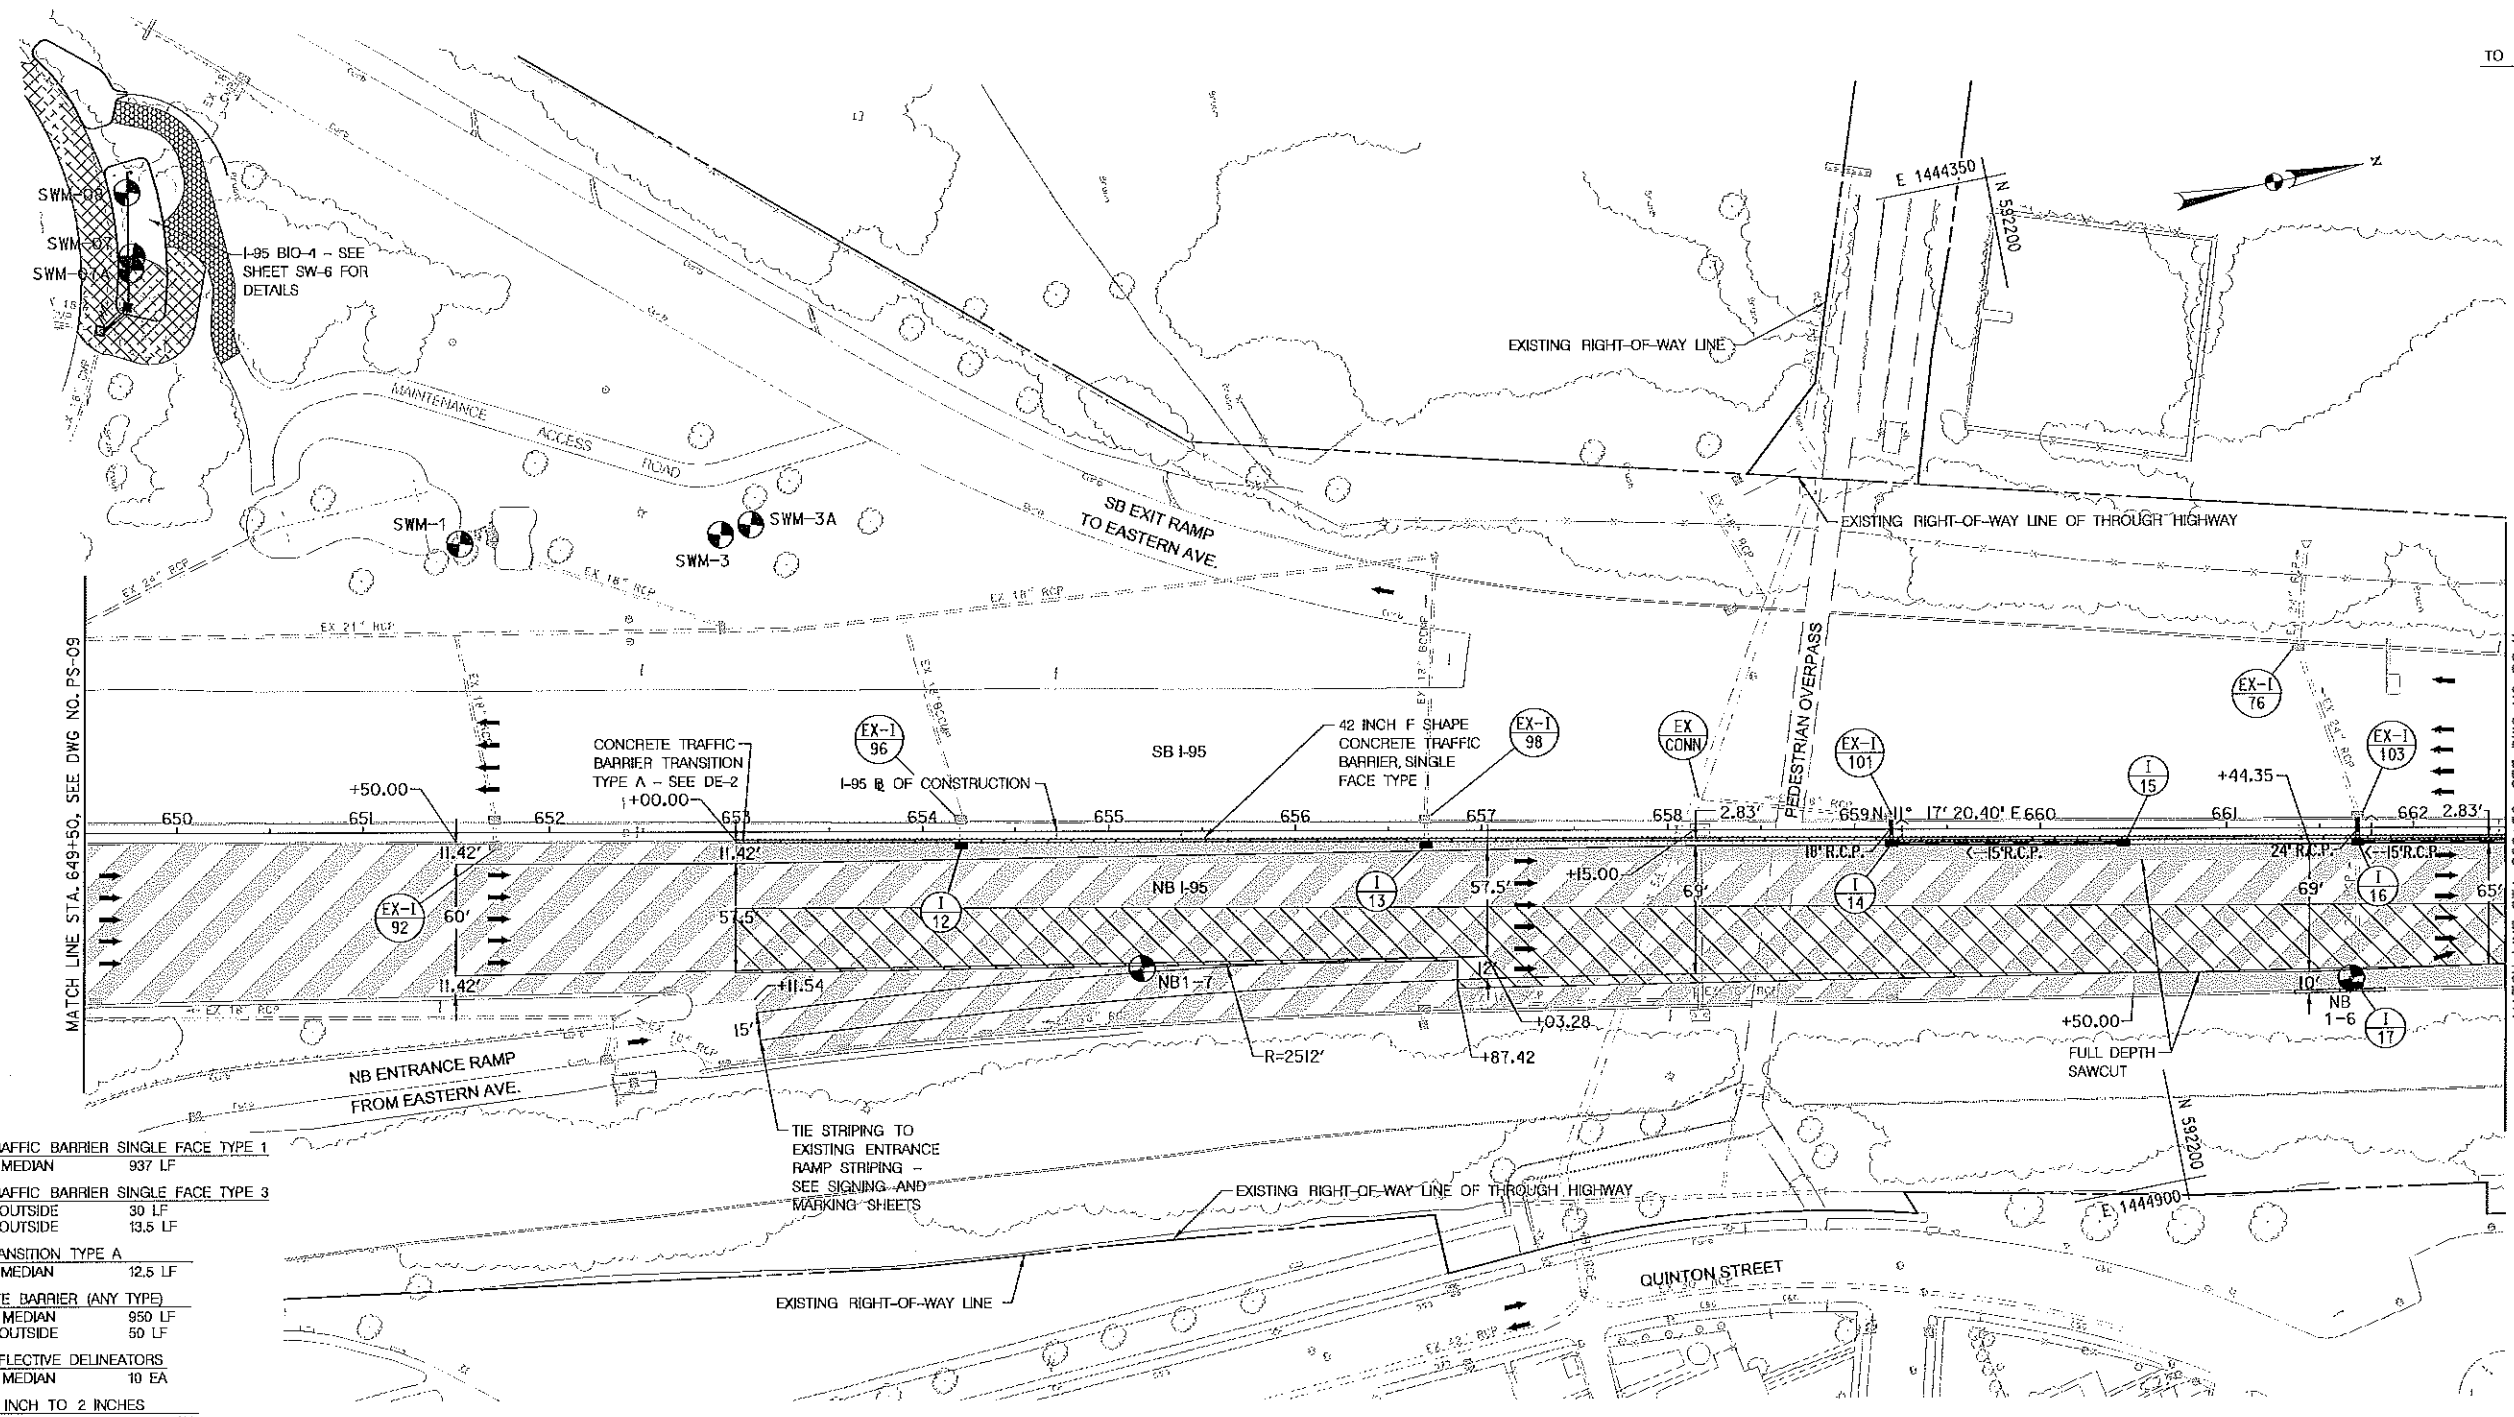 TO
E 1444350
N 592200
Z
SWM-08
SWM-07
SWM-07A
I-95 BIO-4 - SEE
SHEET SW-6 FOR
DETAILS
EXISTING RIGHT-OF-WAY LINE
MAINTENANCE
ACCESS
ROAD
SWM-1
SWM-3A
SWM-3
SB EXIT RAMP
TO EASTERN AVE.
EXISTING RIGHT-OF-WAY LINE OF THROUGH HIGHWAY
EX 24" RCP
EX 18" RCP
EX 18" RCP
EX 21" RCP
EX 18" RCP
MATCH LINE STA. 649+50, SEE DWG NO. PS-09
PEDESTRIAN OVERPASS
EX-I
76
EX-I
96
EX-I
98
EX
CONN
EX-I
101
EX-I
103
I
15
CONCRETE TRAFFIC
BARRIER TRANSITION
TYPE A - SEE DE-2
+00.00
+50.00
I-95 BL OF CONSTRUCTION
SB I-95
42 INCH F SHAPE
CONCRETE TRAFFIC
BARRIER, SINGLE
FACE TYPE 1
+44.35
650 651 652 653 654 655 656 657 658 2.83' 659 N 11° 17' 20.40" E 660 661 662 2.83'
11.42'
11.42'
18" R.C.P.
<--15"R.C.P.
24" R.C.P.
<--15"R.C.P.
NB I-95
EX-I
92
60'
57.5'
I
12
I
13
57.5'
+15.00
69'
I
14
69'
I
16
65'
11.42'
+11.54
NB1-7
12'
10'
NB
1-6
I
17
EX 18" RCP
15'
R=2512'
+03.28
+87.42
+50.00
FULL DEPTH
SAWCUT
NB ENTRANCE RAMP
FROM EASTERN AVE.
TIE STRIPING TO
EXISTING ENTRANCE
RAMP STRIPING -
SEE SIGNING AND
MARKING SHEETS
EXISTING RIGHT-OF-WAY LINE OF THROUGH HIGHWAY
N 592200
E 1444900
EXISTING RIGHT-OF-WAY LINE
QUINTON STREET
AFFIC BARRIER SINGLE FACE TYPE 1
MEDIAN 937 LF
AFFIC BARRIER SINGLE FACE TYPE 3
OUTSIDE 30 LF
OUTSIDE 13.5 LF
ANSITION TYPE A
MEDIAN 12.5 LF
E BARRIER (ANY TYPE)
MEDIAN 950 LF
OUTSIDE 50 LF
FLECTIVE DELINEATORS
MEDIAN 10 EA
INCH TO 2 INCHES